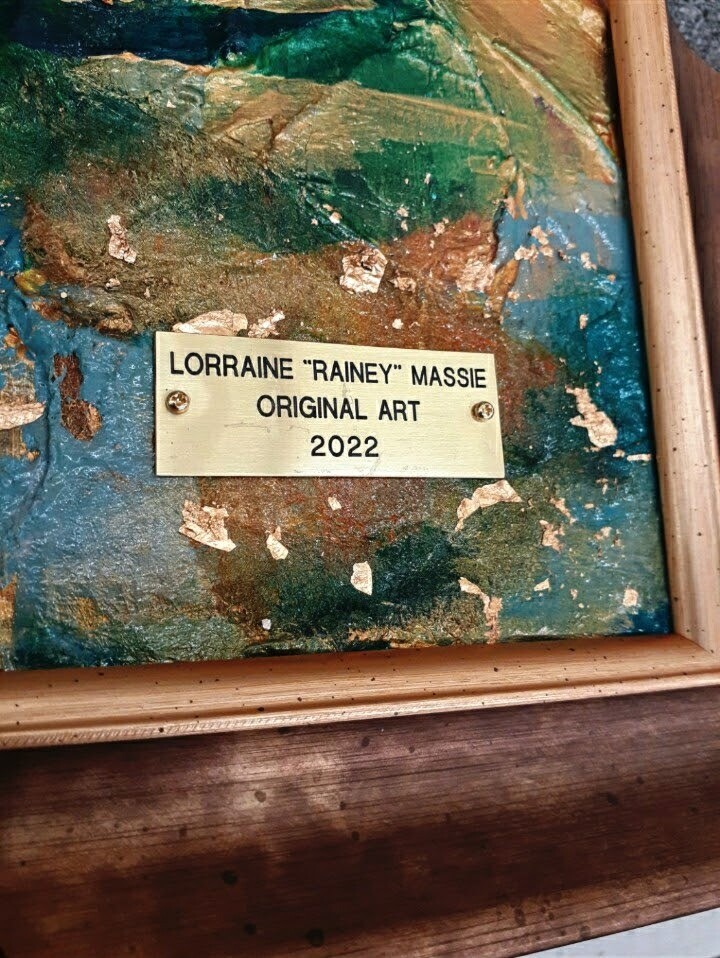 LORRAINE "RAINEY" MASSIE
ORIGINAL ART
2022